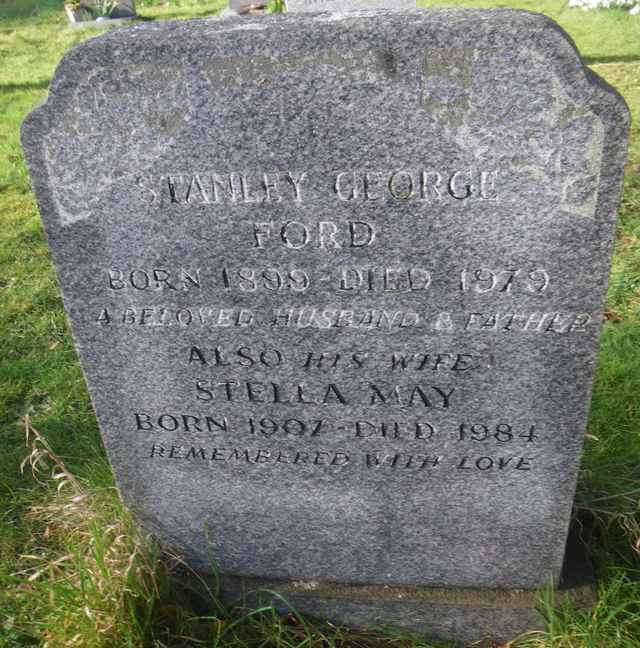 STANLEY GEORGE
FORD
BORN 1899 - DIED 1979
A BELOVED HUSBAND & FATHER
ALSO HIS WIFE
STELLA MAY
BORN 1907 - DIED 1984
REMEMBERED WITH LOVE